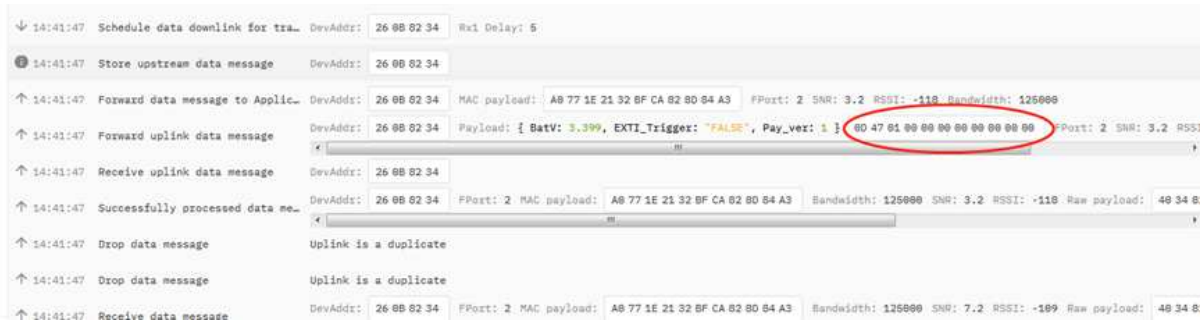 ↓ 14:41:47 Schedule data downlink for tra… DevAddr: 26 0B 82 34 Rx1 Delay: 5
14:41:47 Store upstream data message DevAddr: 26 0B 82 34
↑ 14:41:47 Forward data message to Applic… DevAddr: 26 0B 82 34 MAC payload: A8 77 1E 21 32 BF CA 82 8D 84 A3 FPort: 2 SNR: 3.2 RSSI: -118 Bandwidth: 125000
↑ 14:41:47 Forward uplink data message DevAddr: 26 0B 82 34 Payload: { BatV: 3.399, EXTI_Trigger: "FALSE", Pay_ver: 1 } 0D 47 01 00 00 00 00 00 00 00 00 FPort: 2 SNR: 3.2 RSSI
↑ 14:41:47 Receive uplink data message DevAddr: 26 0B 82 34
↑ 14:41:47 Successfully processed data me… DevAddr: 26 0B 82 34 FPort: 2 MAC payload: A8 77 1E 21 32 BF CA 82 8D 84 A3 Bandwidth: 125000 SNR: 3.2 RSSI: -118 Raw payload: 40 34 8
↑ 14:41:47 Drop data message Uplink is a duplicate
↑ 14:41:47 Drop data message Uplink is a duplicate
↑ 14:41:47 Receive data message DevAddr: 26 0B 82 34 FPort: 2 MAC payload: A8 77 1E 21 32 BF CA 82 8D 84 A3 Bandwidth: 125000 SNR: 7.2 RSSI: -109 Raw payload: 40 34 8